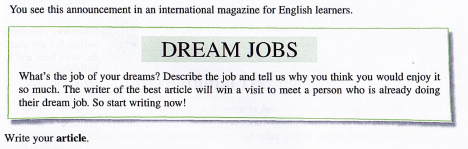 You see this announcement in an international magazine for English learners.
DREAM JOBS
What's the job of your dreams? Describe the job and tell us why you think you would enjoy it
so much. The writer of the best article will win a visit to meet a person who is already doing
their dream job. So start writing now!
Write your article.